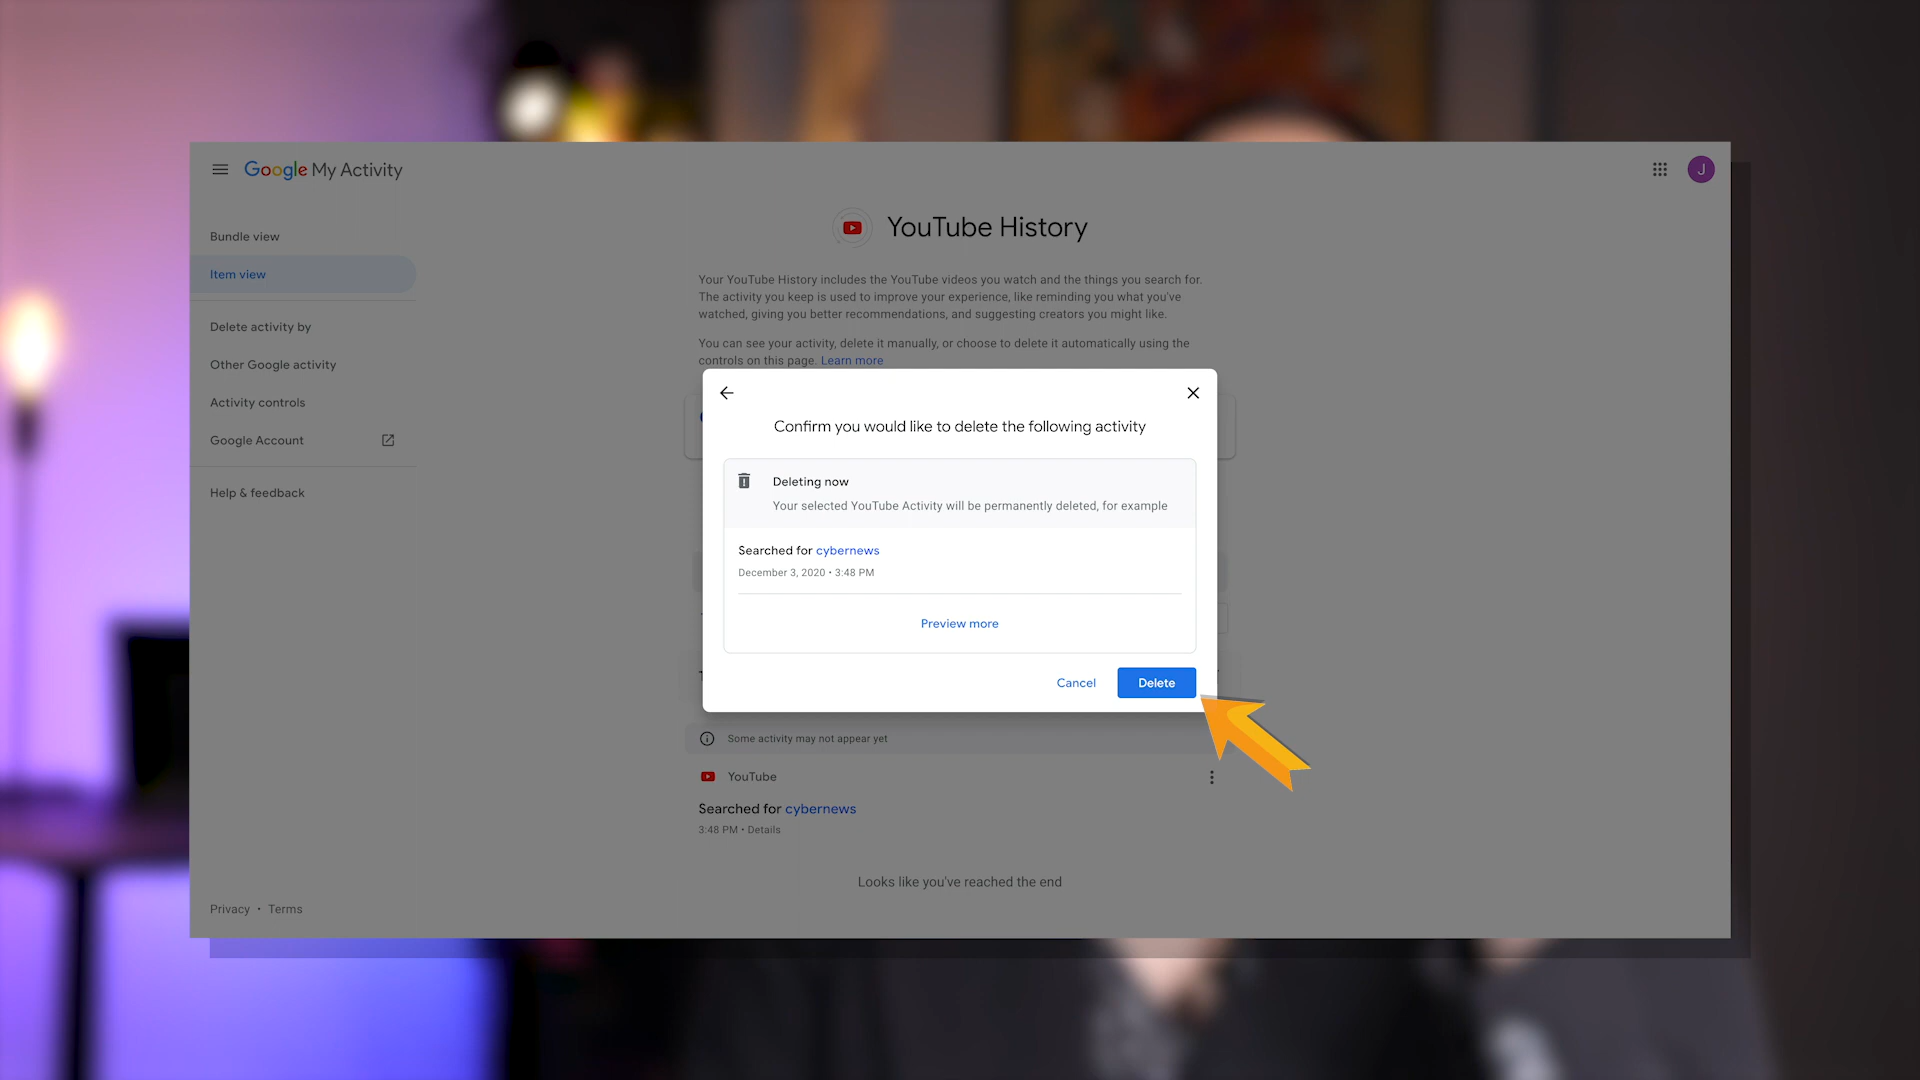 Google My Activity
J
Bundle view
Item view
Delete activity by
Other Google activity
Activity controls
Google Account
Help & feedback
YouTube History
Your YouTube History includes the YouTube videos you watch and the things you search for.
The activity you keep is used to improve your experience, like reminding you what you've
watched, giving you better recommendations, and suggesting creators you might like.
You can see your activity, delete it manually, or choose to delete it automatically using the
controls on this page. Learn more
Confirm you would like to delete the following activity
Deleting now
Your selected YouTube Activity will be permanently deleted, for example
Searched for cybernews
December 3, 2020 • 3:48 PM
Preview more
Cancel
Delete
Some activity may not appear yet
YouTube
Searched for cybernews
3:48 PM • Details
Looks like you've reached the end
Privacy • Terms